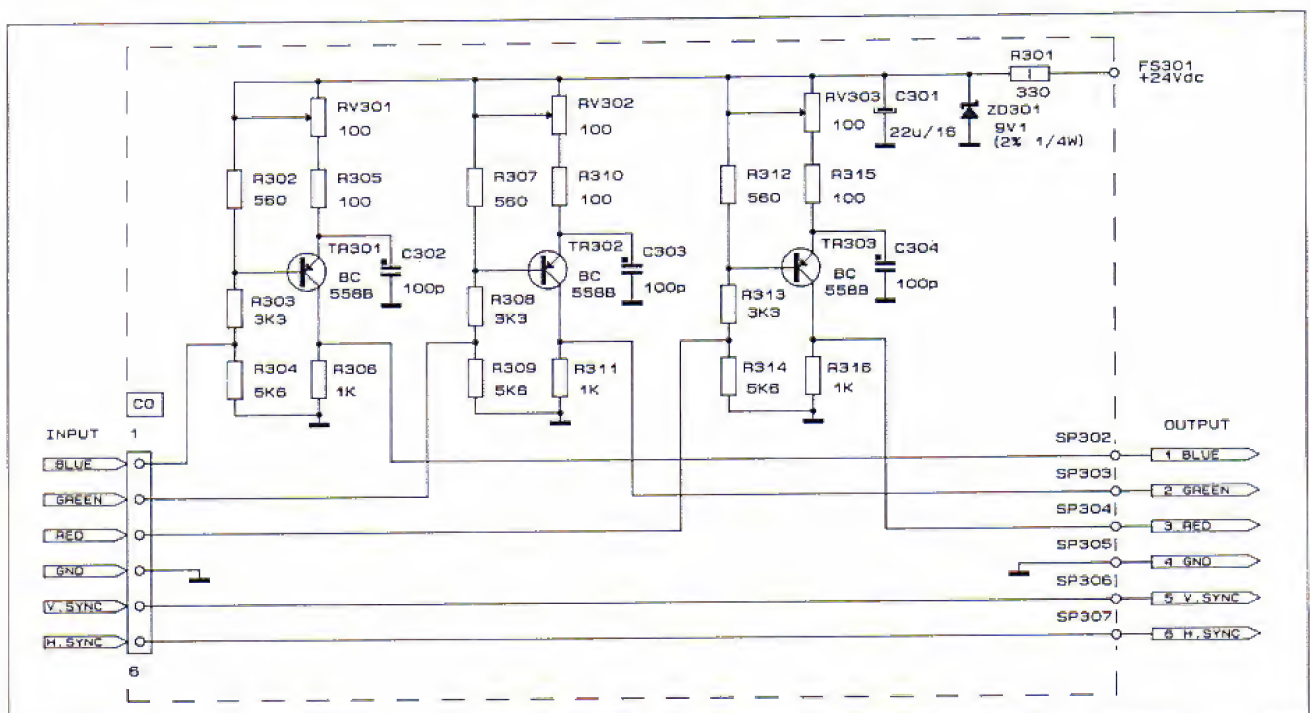 R301
330
FS301
+24Vdc
RV301
100
RV302
100
RV303
100
C301
22u/16
ZD301
9V1
(2% 1/4W)
R302
560
R305
100
R307
560
R310
100
R312
560
R315
100
TR301
BC
558B
C302
100p
TR302
BC
558B
C303
100p
TR303
BC
558B
C304
100p
R303
3K3
R308
3K3
R313
3K3
R304
5K6
R306
1K
R309
5K6
R311
1K
R314
5K6
R316
1K
CO
INPUT
1
BLUE
GREEN
RED
GND
V.SYNC
H.SYNC
6
OUTPUT
SP302
1 BLUE
SP303
2 GREEN
SP304
3 RED
SP305
4 GND
SP306
5 V.SYNC
SP307
6 H.SYNC